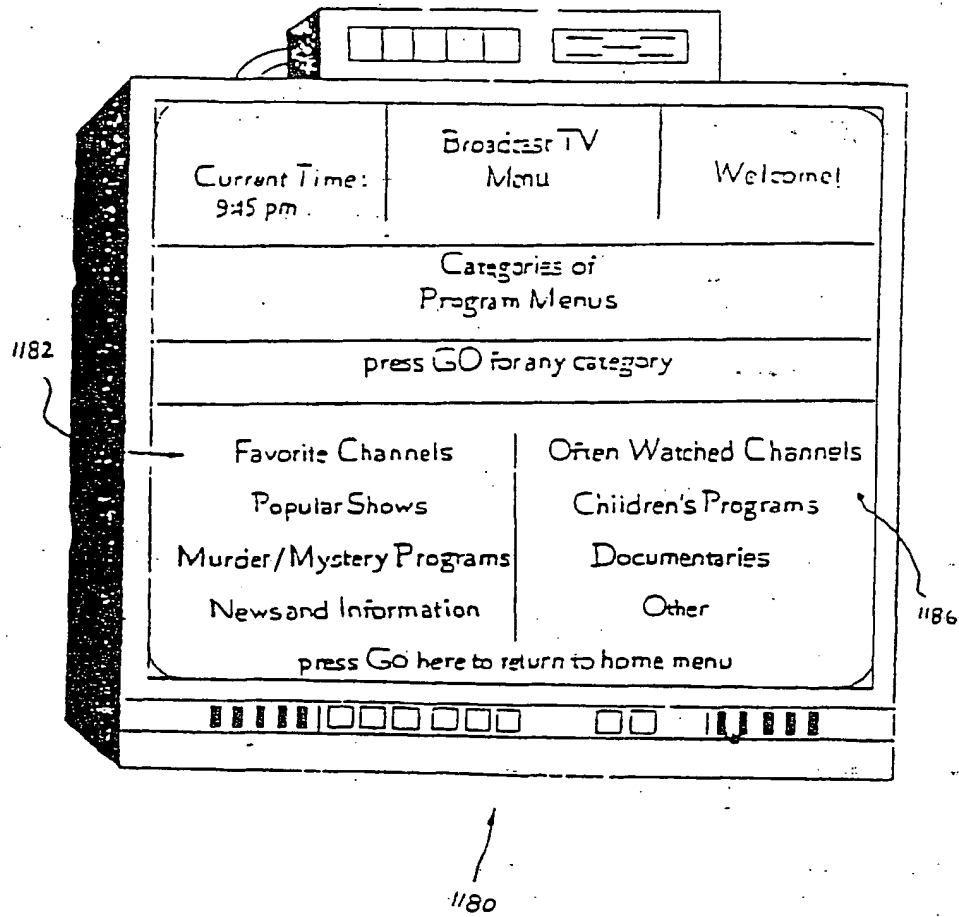 Current Time:
9:45 pm
Broadcast TV
Menu
Welcome!
Categories of
Program Menus
press GO for any category
1182
Favorite Channels
Often Watched Channels
Popular Shows
Children's Programs
Murder/Mystery Programs
Documentaries
News and Information
Other
1186
press Go here to return to home menu
1180